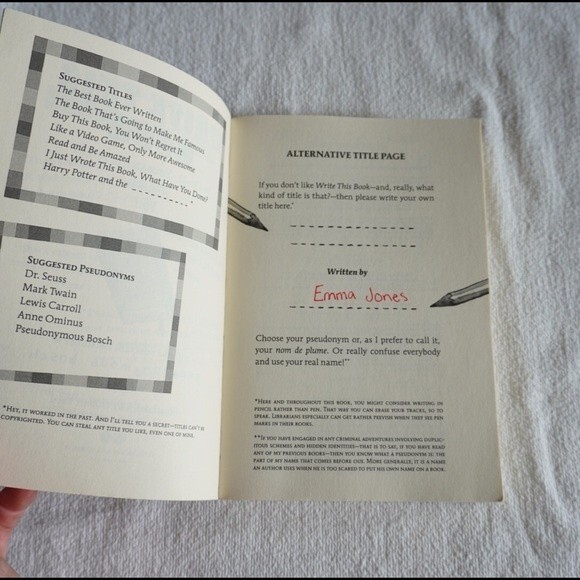 SUGGESTED TITLES
The Best Book Ever Written
The Book That's Going to Make Me Famous
Buy This Book, You Won't Regret It
Like a Video Game, Only More Awesome
Read and Be Amazed
I Just Wrote This Book, What Have You Done?
Harry Potter and the _ _ _ _ _ _ _ _ _ _*
SUGGESTED PSEUDONYMS
Dr. Seuss
Mark Twain
Lewis Carroll
Anne Ominus
Pseudonymous Bosch
*HEY, IT WORKED IN THE PAST. AND I'LL TELL YOU A SECRET—TITLES CAN'T BE
COPYRIGHTED. YOU CAN STEAL ANY TITLE YOU LIKE, EVEN ONE OF MINE.
ALTERNATIVE TITLE PAGE
If you don't like Write This Book—and, really, what
kind of title is that?—then please write your own
title here.*
Written by
Emma Jones
Choose your pseudonym or, as I prefer to call it,
your nom de plume. Or really confuse everybody
and use your real name!**
*HERE AND THROUGHOUT THIS BOOK, YOU MIGHT CONSIDER WRITING IN
PENCIL RATHER THAN PEN. THAT WAY YOU CAN ERASE YOUR TRACKS, SO TO
SPEAK. LIBRARIANS ESPECIALLY CAN GET RATHER PEEVISH WHEN THEY SEE PEN
MARKS IN THEIR BOOKS.
**IF YOU HAVE ENGAGED IN ANY CRIMINAL ADVENTURES INVOLVING DUPLIC-
ITOUS SCHEMES AND HIDDEN IDENTITIES—THAT IS TO SAY, IF YOU HAVE READ
ANY OF MY PREVIOUS BOOKS—THEN YOU KNOW WHAT A PSEUDONYM IS: THE
PART OF MY NAME THAT COMES BEFORE OUS. MORE GENERALLY, IT IS A NAME
AN AUTHOR USES WHEN HE IS TOO SCARED TO PUT HIS OWN NAME ON A BOOK.